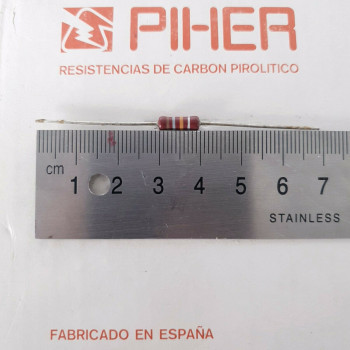 PIHER
RESISTENCIAS DE CARBON PIROLITICO
cm 1 2 3 4 5 6 7
STAINLESS
FABRICADO EN ESPAÑA